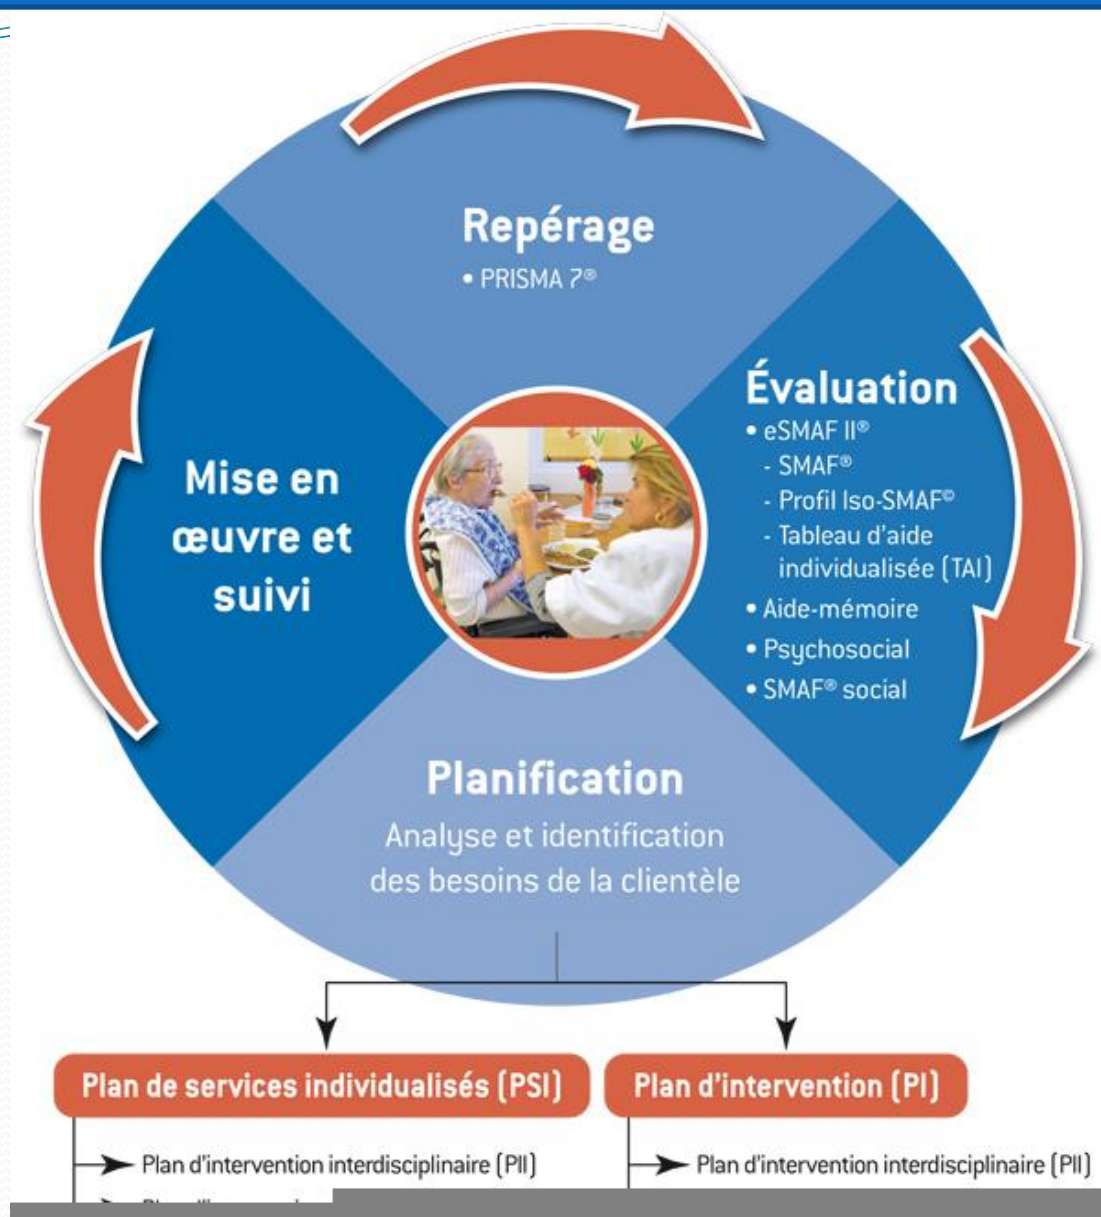 Repérage
• PRISMA 7®
Évaluation
• eSMAF II®
- SMAF®
- Profil Iso-SMAF©
- Tableau d'aide
individualisée (TAI)
• Aide-mémoire
• Psychosocial
• SMAF® social
Mise en
œuvre et
suivi
Planification
Analyse et identification
des besoins de la clientèle
Plan de services individualisés (PSI)
Plan d'intervention (PI)
Plan d'intervention interdisciplinaire (PII)
Plan d'intervention interdisciplinaire (PII)